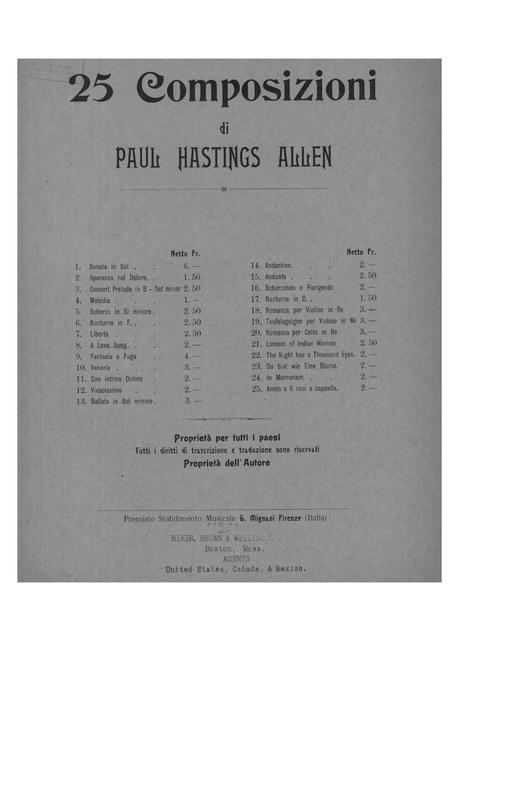 25 Composizioni
di
PAUL HASTINGS ALLEN
Netto Fr.
1. Sonata in Sol . . 6. —
2. Speranza nel Dolore. . 1. 50
3. Concert Prelude in B - flat minor 2. 50
4. Melodia . . . 1. —
5. Scherzo in Si minore. . 2. 50
6. Nocturne in F. . . 2. 50
7. Libertà . . . 2. 50
8. A Love Song. . . 2. —
9. Fantasia e Fuga . 4. —
10. Venezia . . . 3. —
11. Con intimo Dolore . 2. —
12. Vivacissimo . . 2. —
13. Ballata in Sol minore. 3. —
Netto Fr.
14. Andantino. . . 2. —
15. Andante . . . 2. 50
16. Scherzando e Piangendo 2. —
17. Nocturne in D. . 1. 50
18. Romanza per Violino in Re 3. —
19. Teufelsgeigen per Violino in Mi 3. —
20. Romanza per Cello in Re 3. —
21. Lament of Indian Woman 2. 50
22. The Night has a Thousand Eyes. 2. —
23. Du bist wie Eine Blume. 2. —
24. In Memoriam . . . 2. —
25. Amen a 6 voci a cappella. 2. —
Proprietà per tutti i paesi
Tutti i diritti di trascrizione e traduzione sono riservati
Proprietà dell'Autore
Premiato Stabilimento Musicale G. Mignani Firenze (Italia)
RIKER, BROWN & WELLING
Boston, Mass.
AGENTS
United States, Cañada, & Mexico.